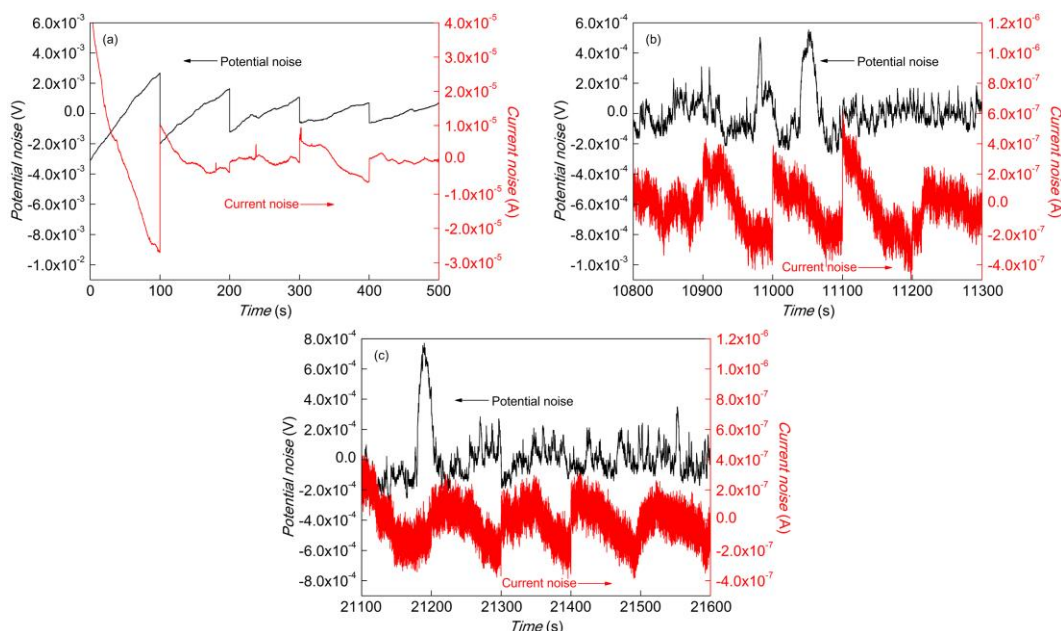 (a)
Potential noise
Current noise
6.0x10⁻³
4.0x10⁻³
2.0x10⁻³
0.0
-2.0x10⁻³
-4.0x10⁻³
-6.0x10⁻³
-8.0x10⁻³
-1.0x10⁻²
Potential noise (V)
4.0x10⁻⁵
3.0x10⁻⁵
2.0x10⁻⁵
1.0x10⁻⁵
0.0
-1.0x10⁻⁵
-2.0x10⁻⁵
-3.0x10⁻⁵
Current noise (A)
0 100 200 300 400 500
Time (s)
(b)
Potential noise
Current noise
8.0x10⁻⁴
6.0x10⁻⁴
4.0x10⁻⁴
2.0x10⁻⁴
0.0
-2.0x10⁻⁴
-4.0x10⁻⁴
-6.0x10⁻⁴
-8.0x10⁻⁴
-1.0x10⁻³
Potential noise (V)
1.2x10⁻⁶
1.0x10⁻⁶
8.0x10⁻⁷
6.0x10⁻⁷
4.0x10⁻⁷
2.0x10⁻⁷
0.0
-2.0x10⁻⁷
-4.0x10⁻⁷
Current noise (A)
10800 10900 11000 11100 11200 11300
Time (s)
(c)
Potential noise
Current noise
8.0x10⁻⁴
6.0x10⁻⁴
4.0x10⁻⁴
2.0x10⁻⁴
0.0
-2.0x10⁻⁴
-4.0x10⁻⁴
-6.0x10⁻⁴
-8.0x10⁻⁴
Potential noise (V)
1.2x10⁻⁶
1.0x10⁻⁶
8.0x10⁻⁷
6.0x10⁻⁷
4.0x10⁻⁷
2.0x10⁻⁷
0.0
-2.0x10⁻⁷
-4.0x10⁻⁷
Current noise (A)
21100 21200 21300 21400 21500 21600
Time (s)